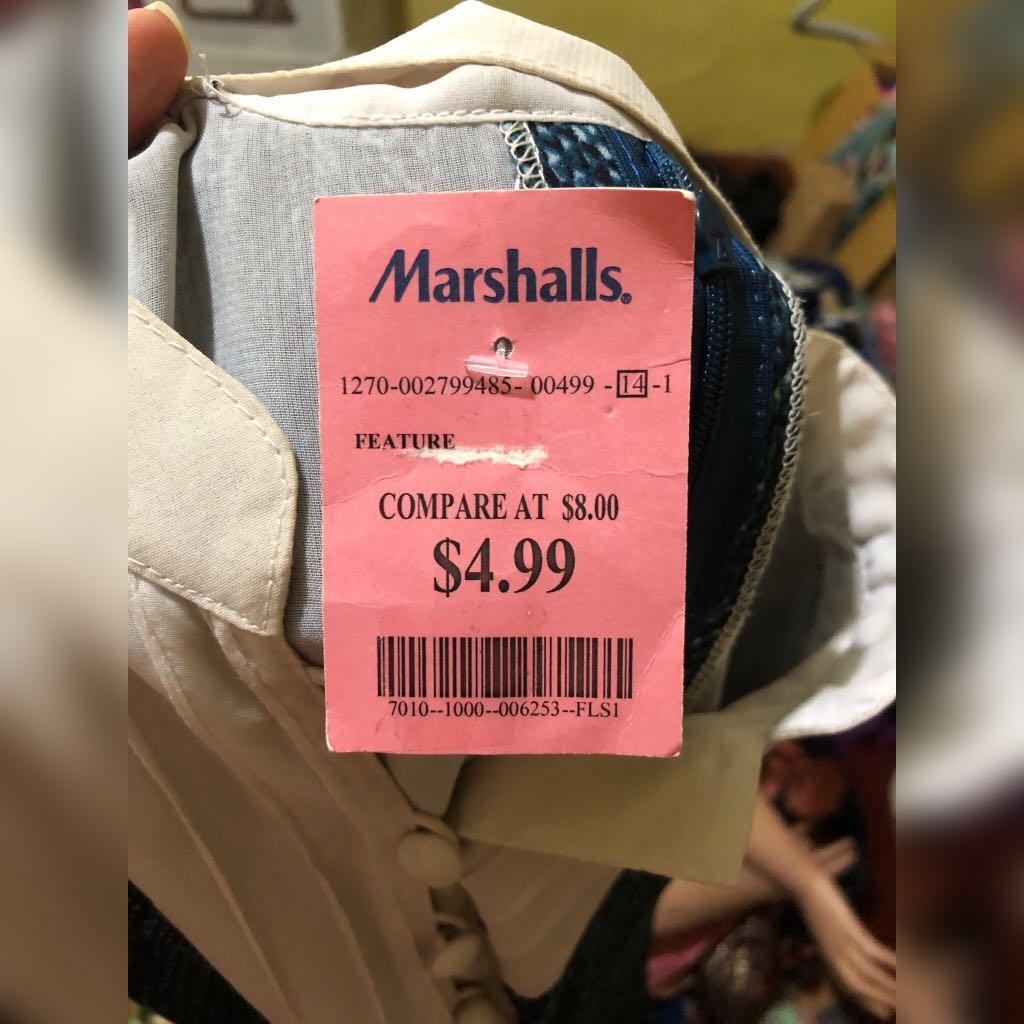 Marshalls®
1270-002799485- 00499 -14-1
FEATURE
COMPARE AT $8.00
$4.99
7010--1000--006253--FLS1